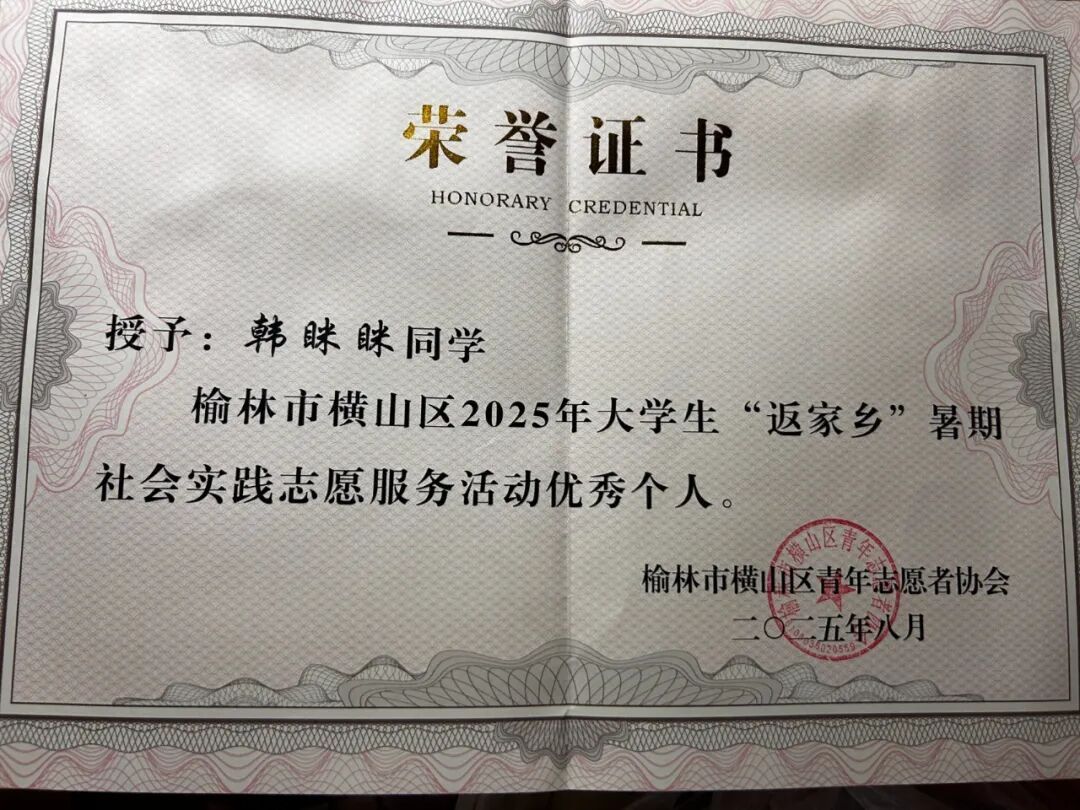 荣誉证书
HONORARY CREDENTIAL
授予：韩眯眯同学
榆林市横山区2025年大学生“返家乡”暑期
社会实践志愿服务活动优秀个人。
榆林市横山区青年志愿者协会
二〇二五年八月